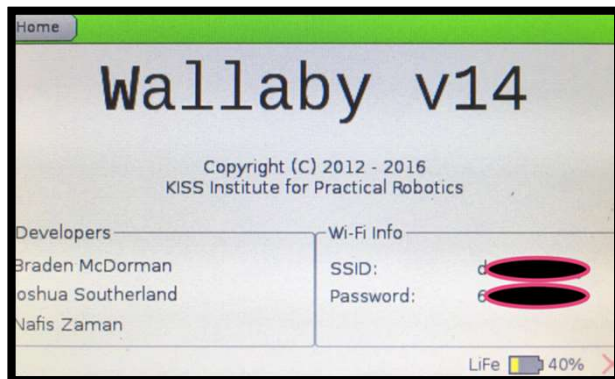 Home
Wallaby v14
Copyright (C) 2012 - 2016
KISS Institute for Practical Robotics
Developers
Braden McDorman
oshua Southerland
Nafis Zaman
Wi-Fi Info
SSID: d
Password: 6
LiFe 40%